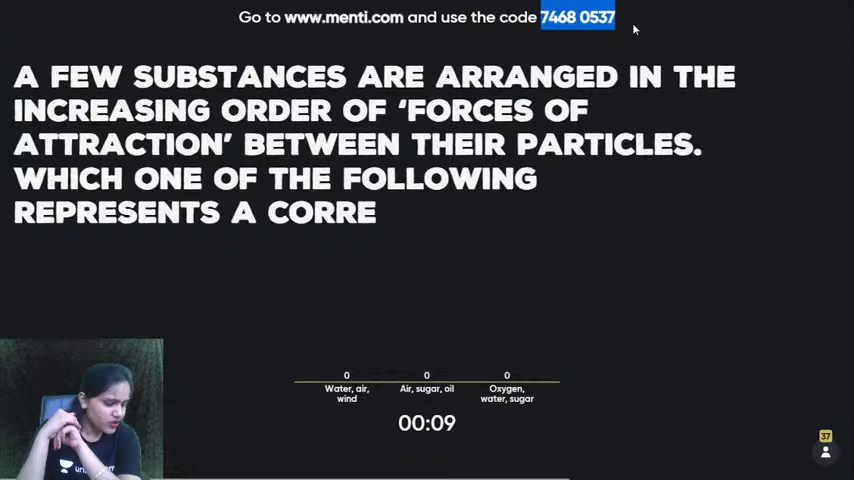 Go to www.menti.com and use the code 7468 0537
A FEW SUBSTANCES ARE ARRANGED IN THE
INCREASING ORDER OF ‘FORCES OF
ATTRACTION’ BETWEEN THEIR PARTICLES.
WHICH ONE OF THE FOLLOWING
REPRESENTS A CORRE
0 0 0
Water, air, Air, sugar, oil Oxygen,
wind water, sugar
00:09
37